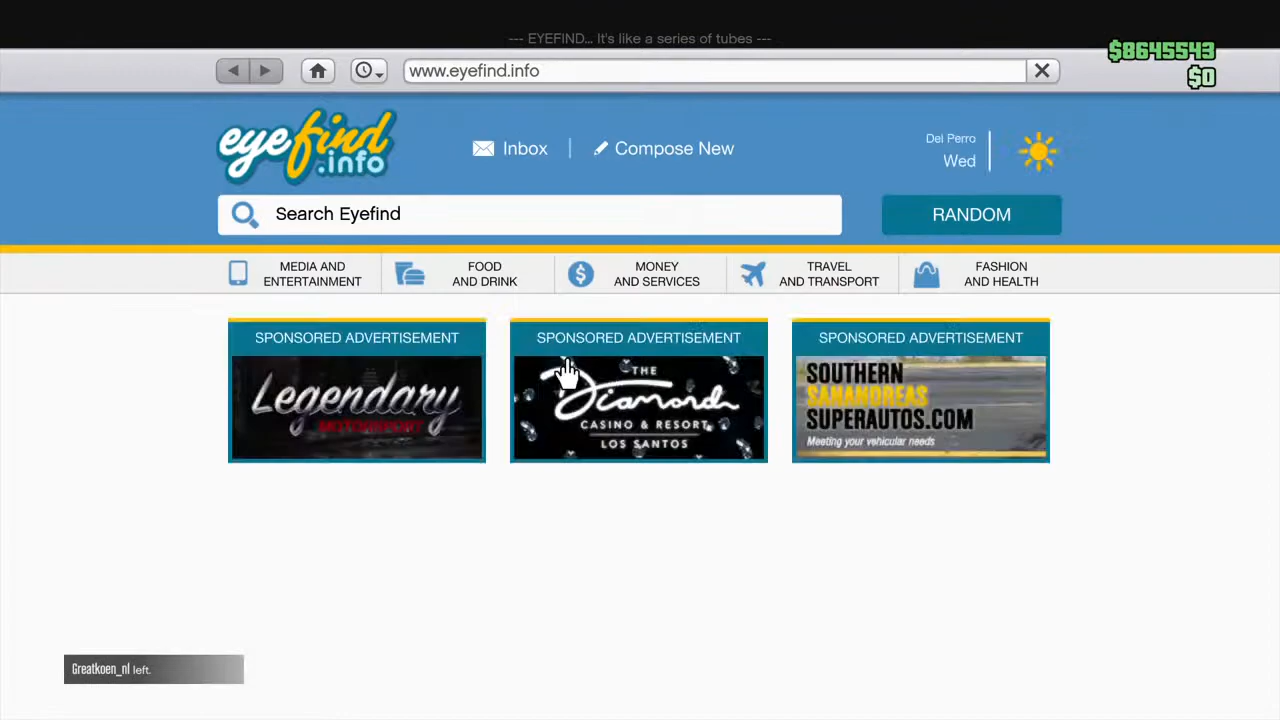 --- EYEFIND... It's like a series of tubes ---
$8645543
$0
www.eyefind.info
eyefind
.info
Inbox
Compose New
Del Perro
Wed
Search Eyefind
RANDOM
MEDIA AND
ENTERTAINMENT
FOOD
AND DRINK
MONEY
AND SERVICES
TRAVEL
AND TRANSPORT
FASHION
AND HEALTH
SPONSORED ADVERTISEMENT
Legendary
MOTORSPORT
SPONSORED ADVERTISEMENT
THE
Diamond
CASINO & RESORT
LOS SANTOS
SPONSORED ADVERTISEMENT
SOUTHERN
SANANDREAS
SUPERAUTOS.COM
Meeting your vehicular needs
Greatkoen_nl left.